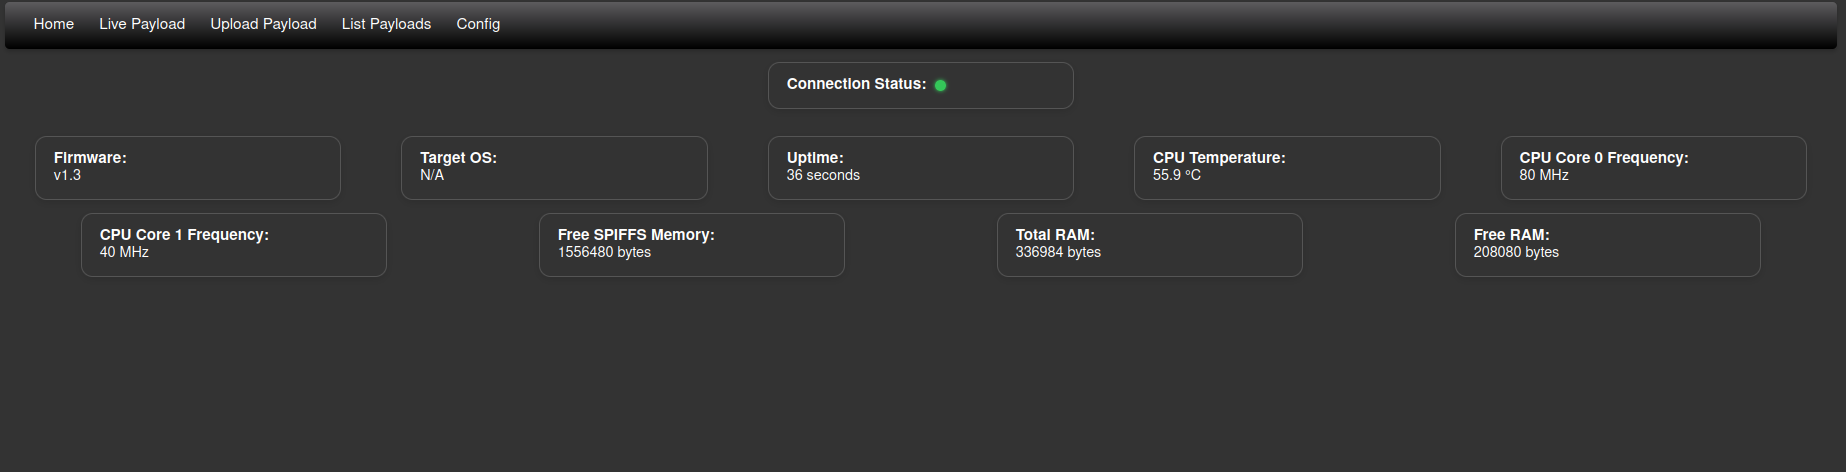 Home Live Payload Upload Payload List Payloads Config
Connection Status:
Firmware:
v1.3
Target OS:
N/A
Uptime:
36 seconds
CPU Temperature:
55.9 °C
CPU Core 0 Frequency:
80 MHz
CPU Core 1 Frequency:
40 MHz
Free SPIFFS Memory:
1556480 bytes
Total RAM:
336984 bytes
Free RAM:
208080 bytes